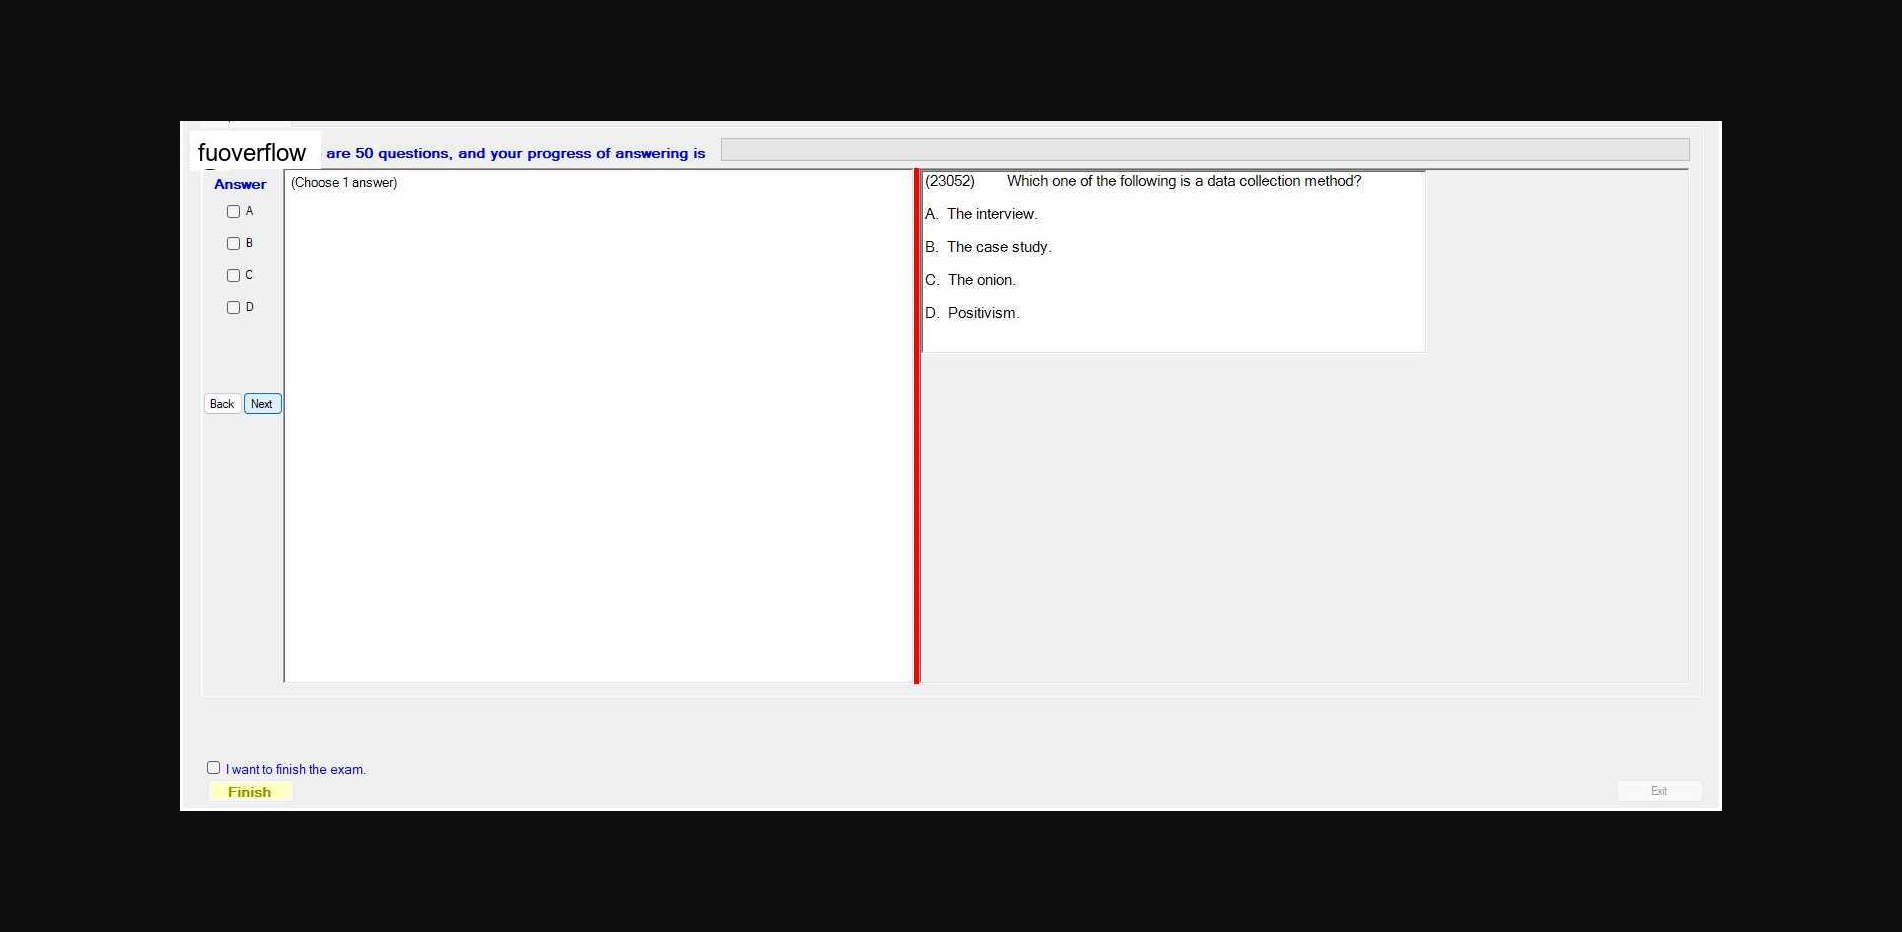 fuoverflow are 50 questions, and your progress of answering is
Answer
(Choose 1 answer)
A
B
C
D
Back Next
(23052) Which one of the following is a data collection method?
A. The interview.
B. The case study.
C. The onion.
D. Positivism.
I want to finish the exam.
Finish
Exit